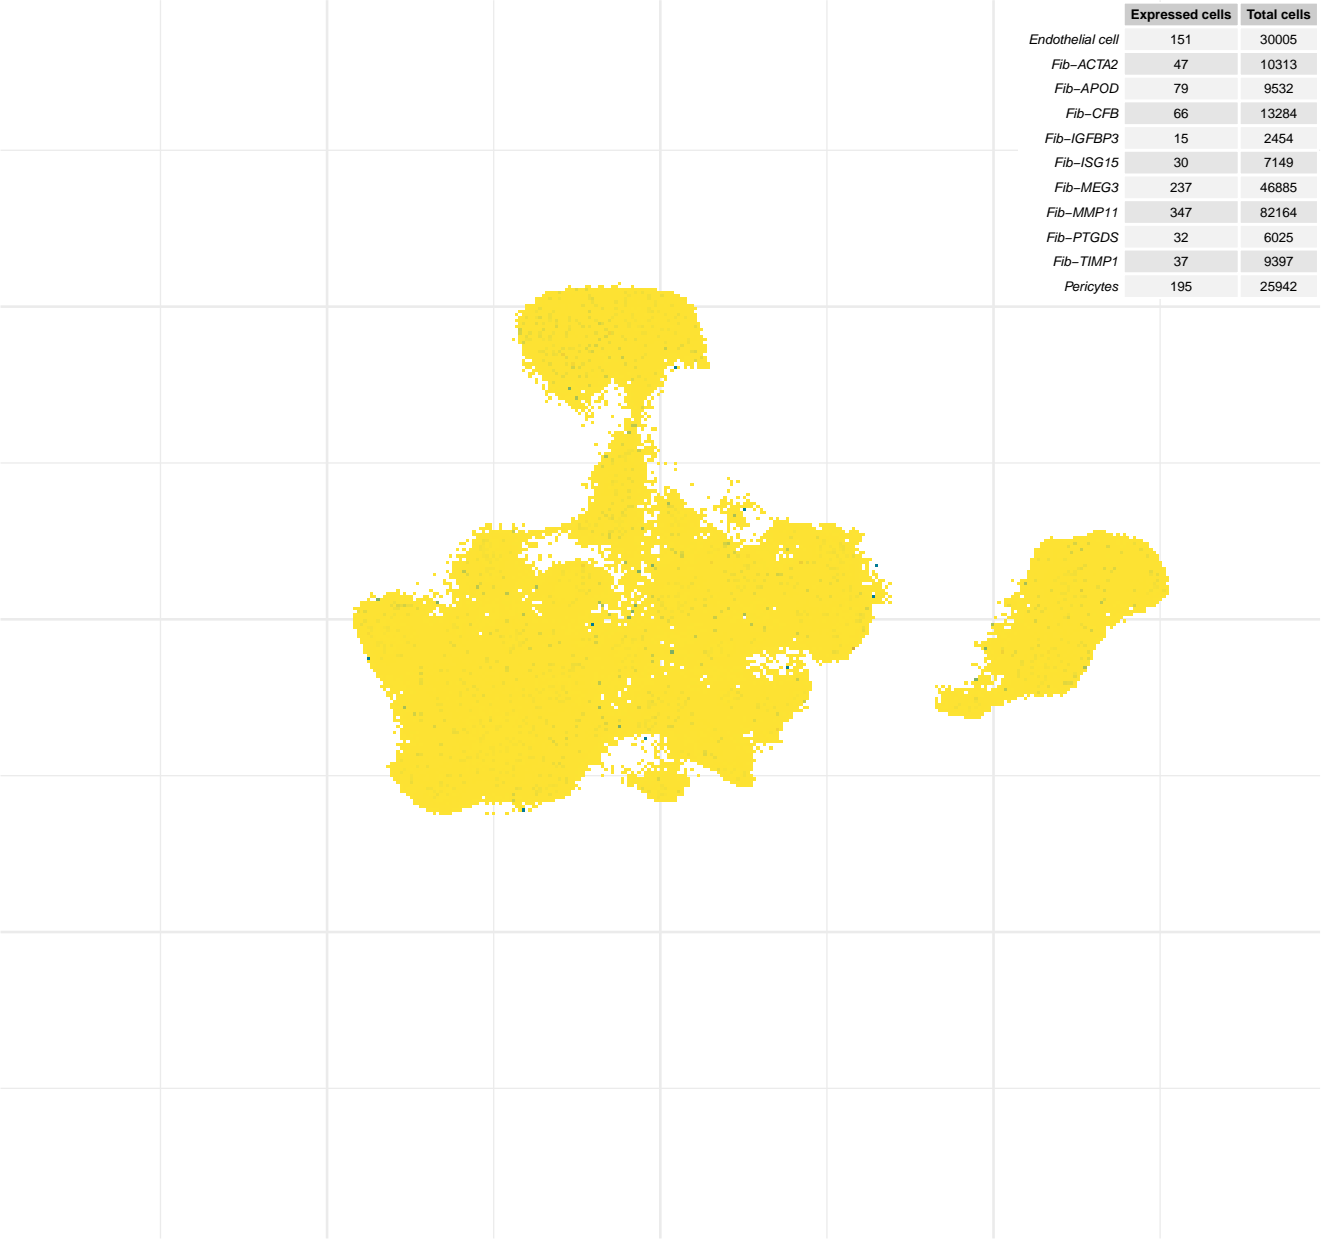 Expressed cells Total cells
Endothelial cell 151 30005
Fib−ACTA2 47 10313
Fib−APOD 79 9532
Fib−CFB 66 13284
Fib−IGFBP3 15 2454
Fib−ISG15 30 7149
Fib−MEG3 237 46885
Fib−MMP11 347 82164
Fib−PTGDS 32 6025
Fib−TIMP1 37 9397
Pericytes 195 25942